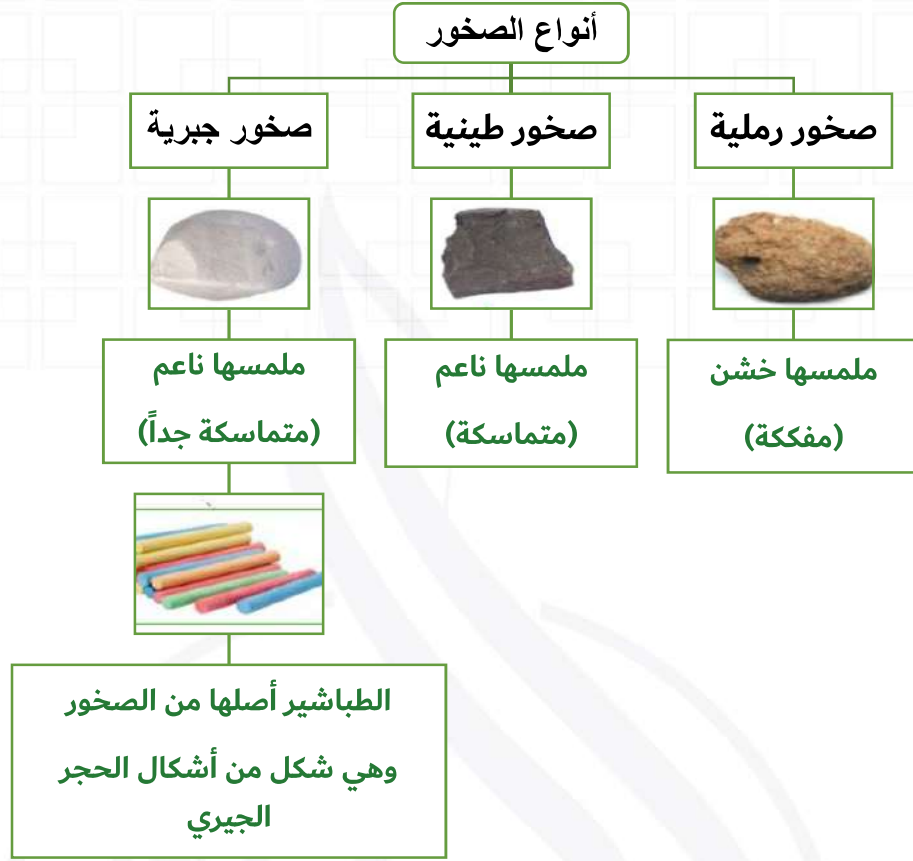 أنواع الصخور
صخور رملية
صخور طينية
صخور جبرية
ملمسها خشن
(مفككة)
ملمسها ناعم
(متماسكة)
ملمسها ناعم
(متماسكة جداً)
الطباشير أصلها من الصخور
وهي شكل من أشكال الحجر
الجيري